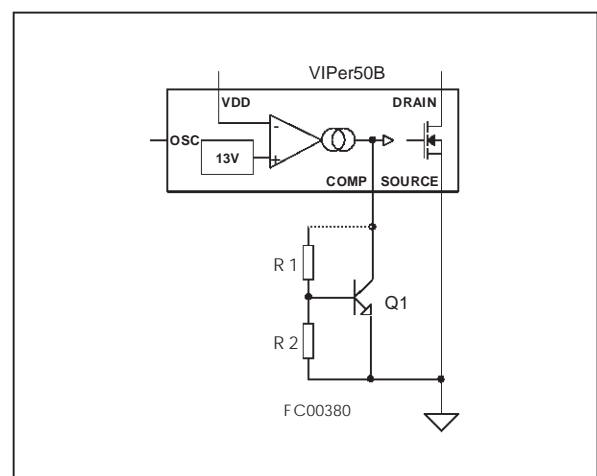 VIPer50B
VDD
DRAIN
-
OSC
13V
+
COMP
SOURCE
R1
Q1
R2
FC00380